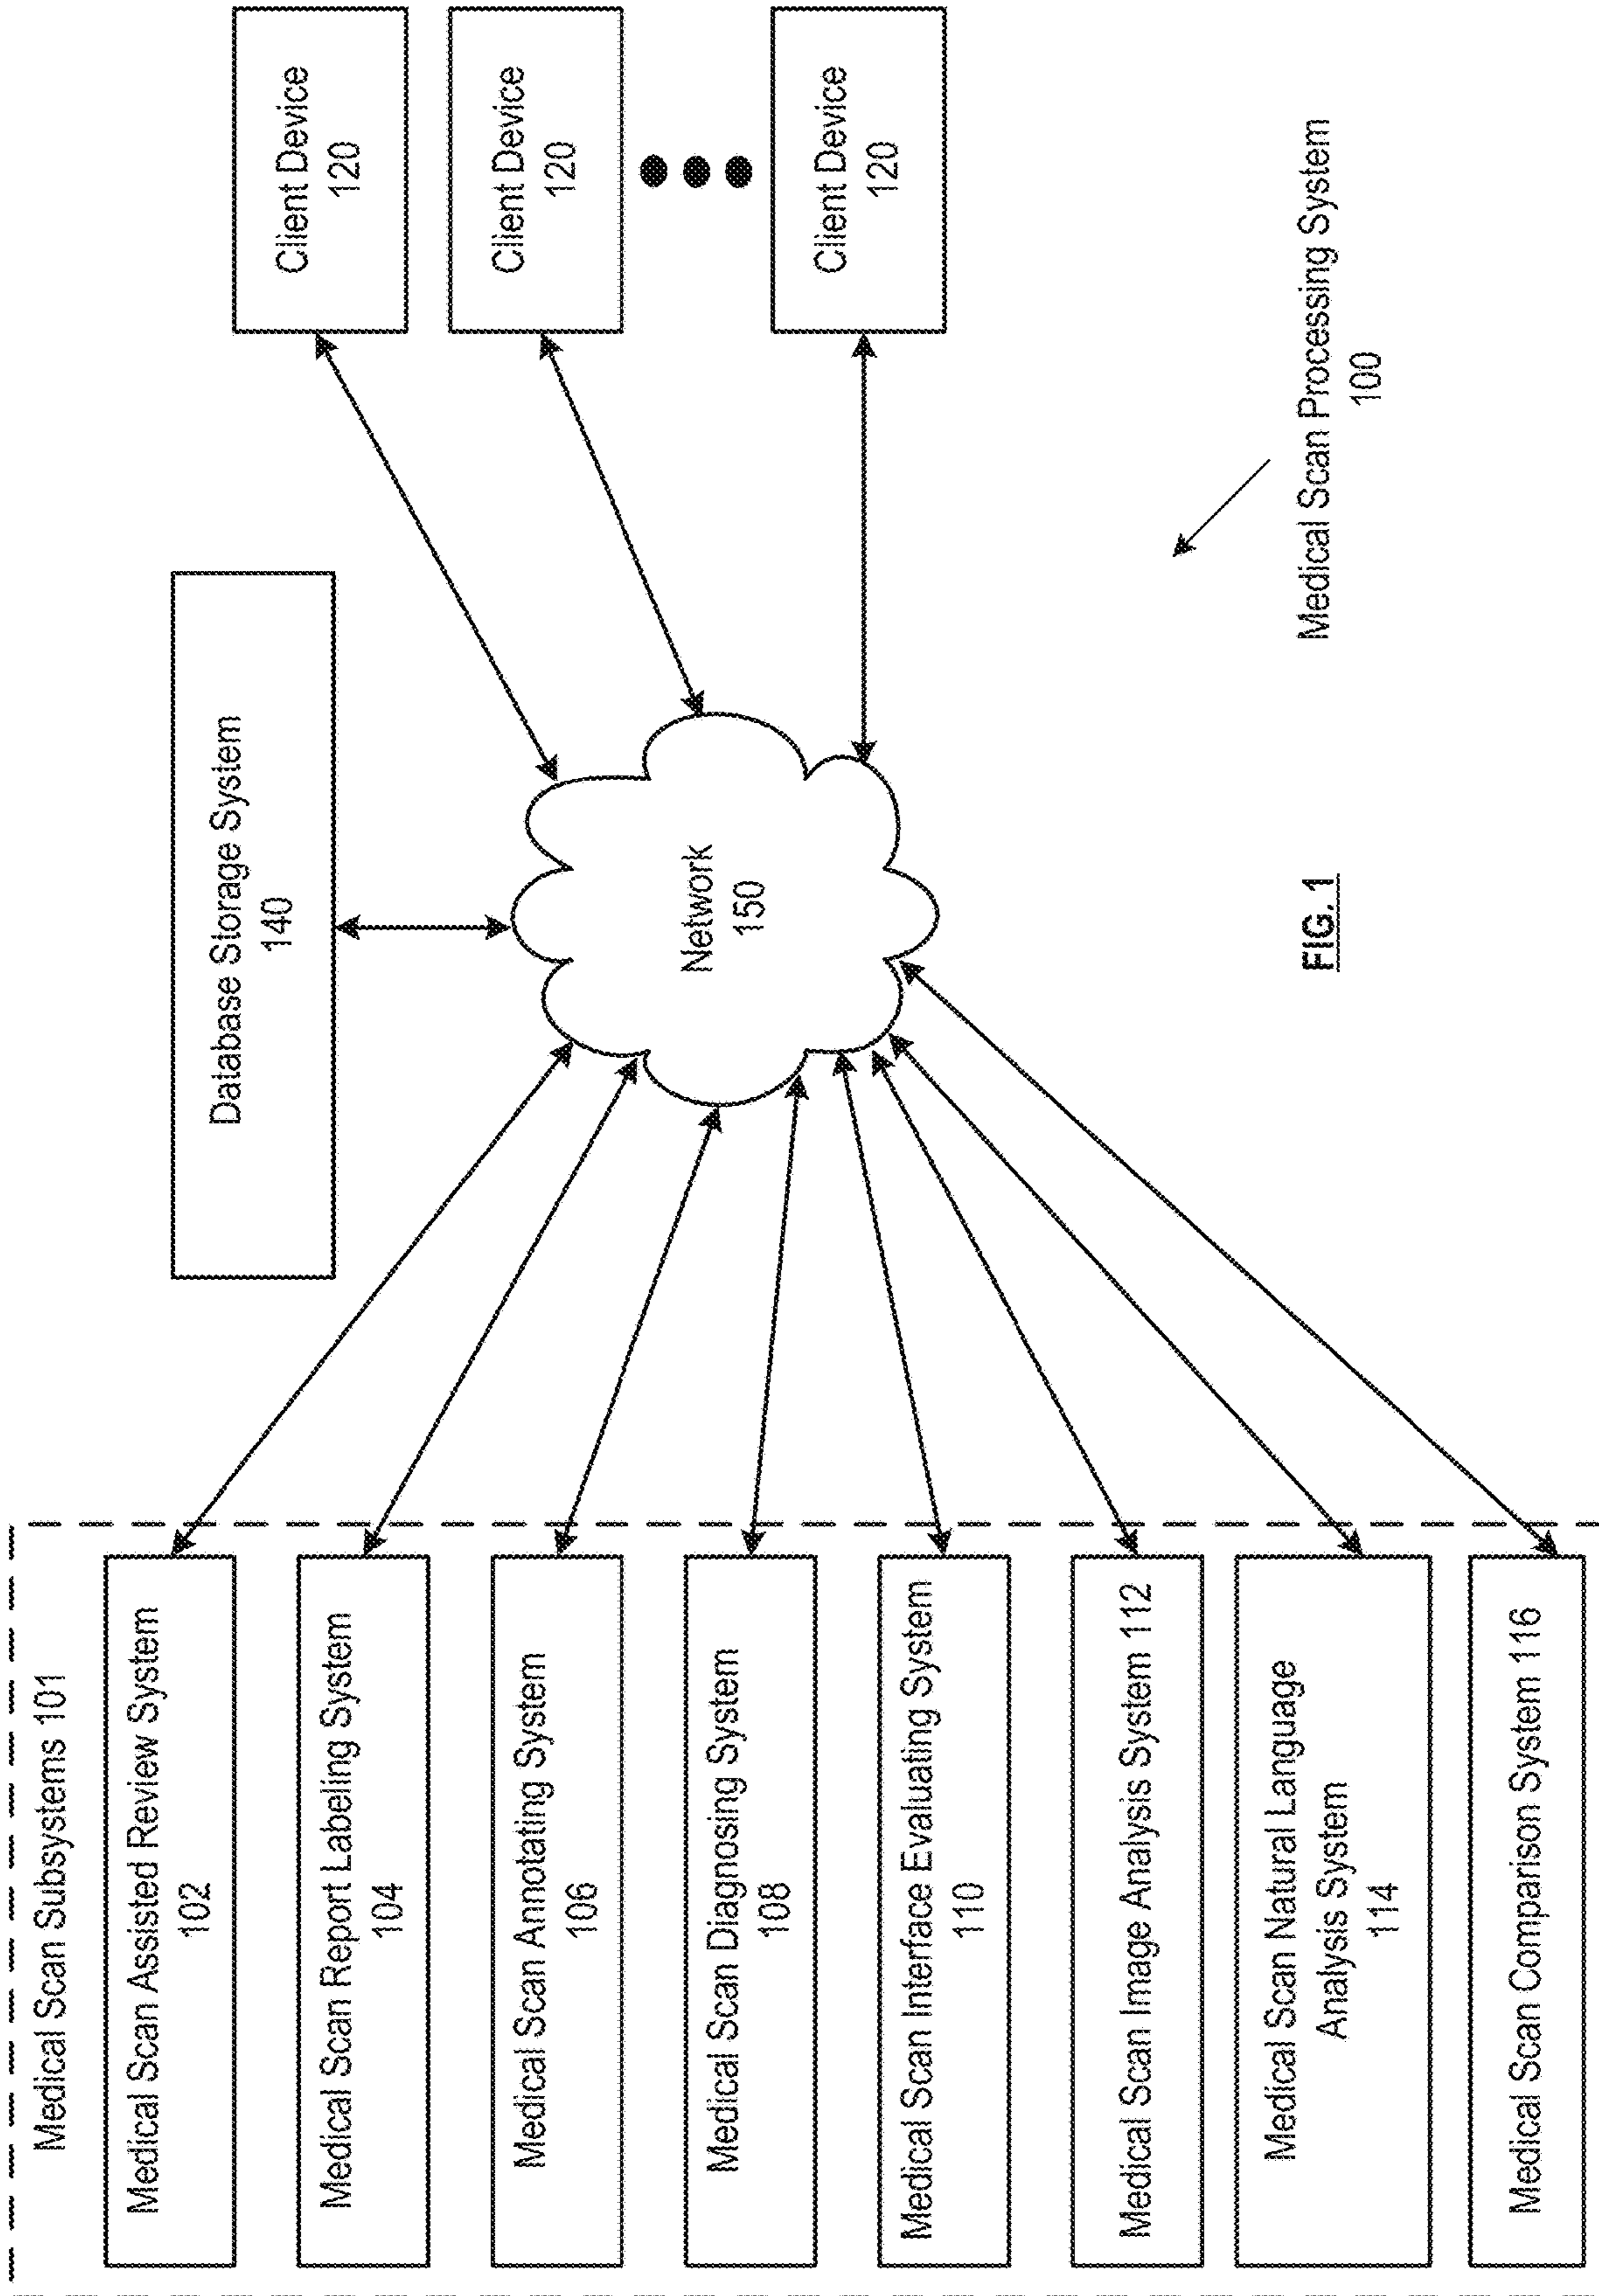 Medical Scan Subsystems 101
Medical Scan Assisted Review System
102
Medical Scan Report Labeling System
104
Medical Scan Annotating System
106
Medical Scan Diagnosing System
108
Medical Scan Interface Evaluating System
110
Medical Scan Image Analysis System 112
Medical Scan Natural Language
Analysis System
114
Medical Scan Comparison System 116
Database Storage System
140
Network
150
Client Device
120
Client Device
120
Client Device
120
Medical Scan Processing System
100
FIG. 1